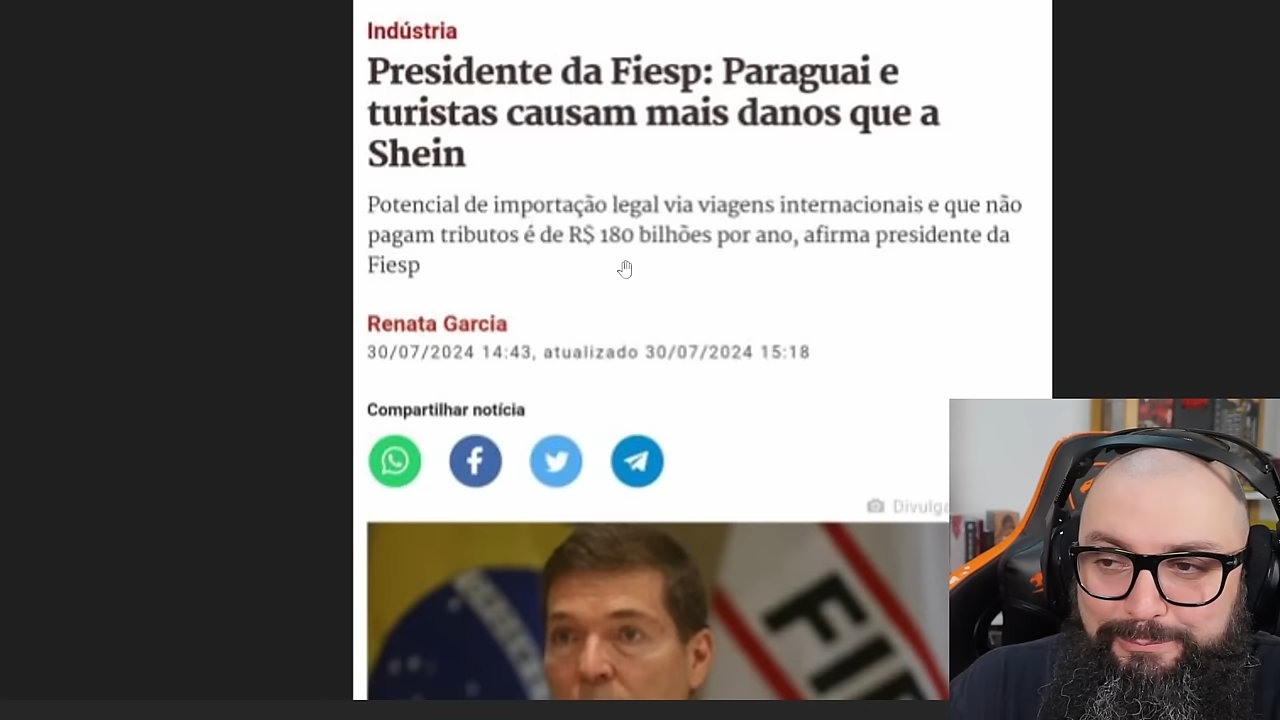 Indústria
Presidente da Fiesp: Paraguai e
turistas causam mais danos que a
Shein
Potencial de importação legal via viagens internacionais e que não
pagam tributos é de R$ 180 bilhões por ano, afirma presidente da
Fiesp
Renata Garcia
30/07/2024 14:43, atualizado 30/07/2024 15:18
Compartilhar notícia
Divulga
FIE